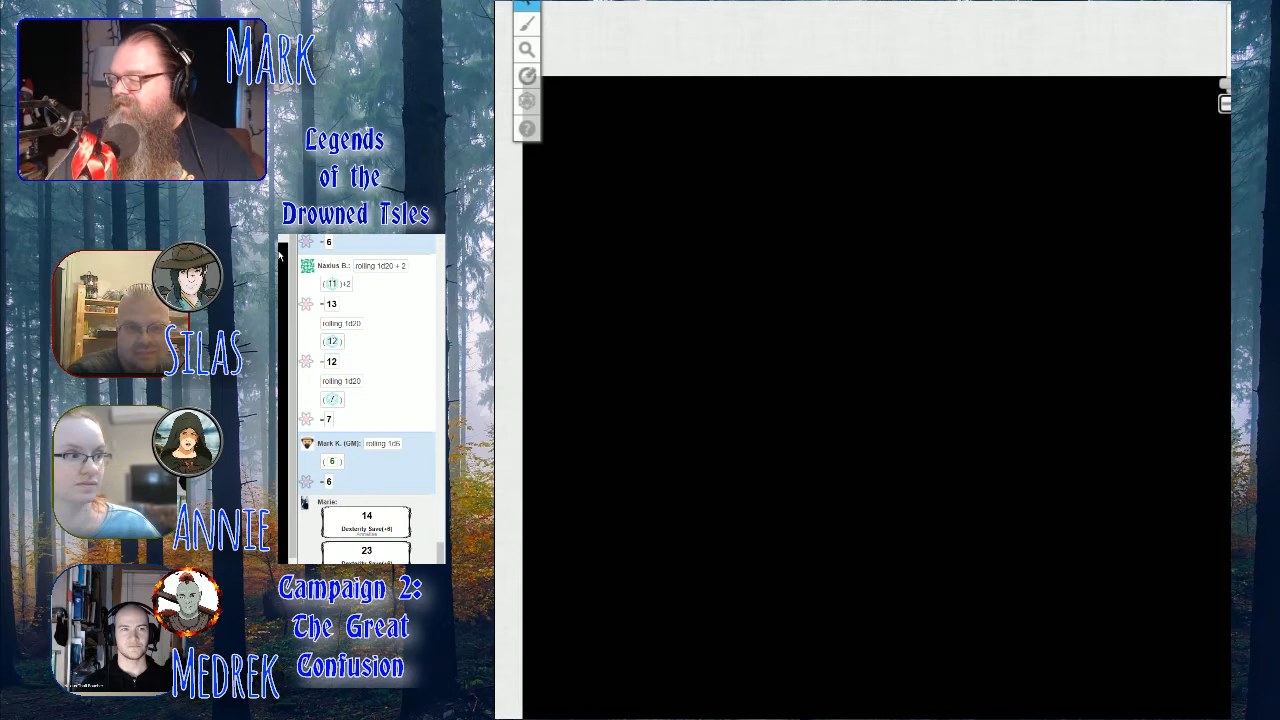 Mark
Legends
of the
Drowned Isles
- 6
Naxius B.: rolling 1d20 + 2
( 11 )+2
- 13
rolling 1d20
( 12 )
- 12
rolling 1d20
( 7 )
- 7
Mark K. (GM): rolling 1d6
( 6 )
- 6
Marie:
14
Dexterity Save(+6)
Annelise
23
Silas
Annie
Medrek
Campaign 2:
The Great
Confusion
?